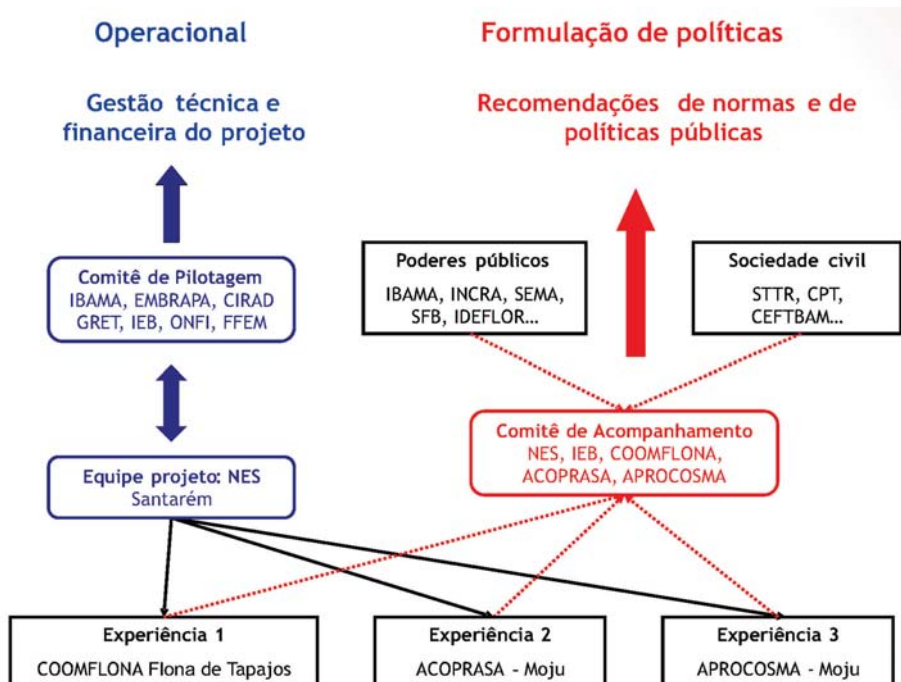 Operacional
Formulação de políticas
Gestão técnica e
financeira do projeto
Recomendações de normas e de
políticas públicas
Comitê de Pilotagem
IBAMA, EMBRAPA, CIRAD
GRET, IEB, ONFI, FFEM
Poderes públicos
IBAMA, INCRA, SEMA,
SFB, IDEFLOR...
Sociedade civil
STTR, CPT,
CEFTBAM...
Comitê de Acompanhamento
NES, IEB, COOMFLONA,
ACOPRASA, APROCOSMA
Equipe projeto: NES
Santarém
Experiência 1
COOMFLONA Flona de Tapajos
Experiência 2
ACOPRASA - Moju
Experiência 3
APROCOSMA - Moju